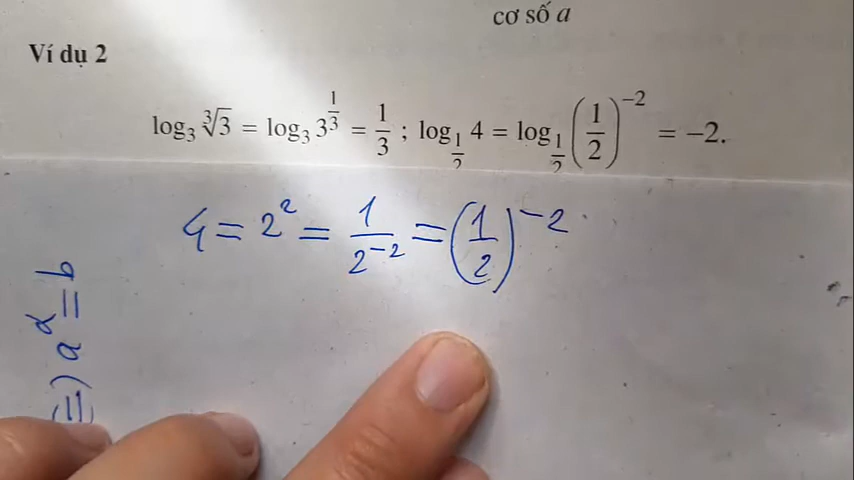 cơ số a
Ví dụ 2
log₃ ∛3 = log₃ 3^(1/3) = 1/3 ; log_(1/2) 4 = log_(1/2) (1/2)^(−2) = −2.
4 = 2² = 1/2^(−2) = (1/2)^(−2)
⇔) a^α = b